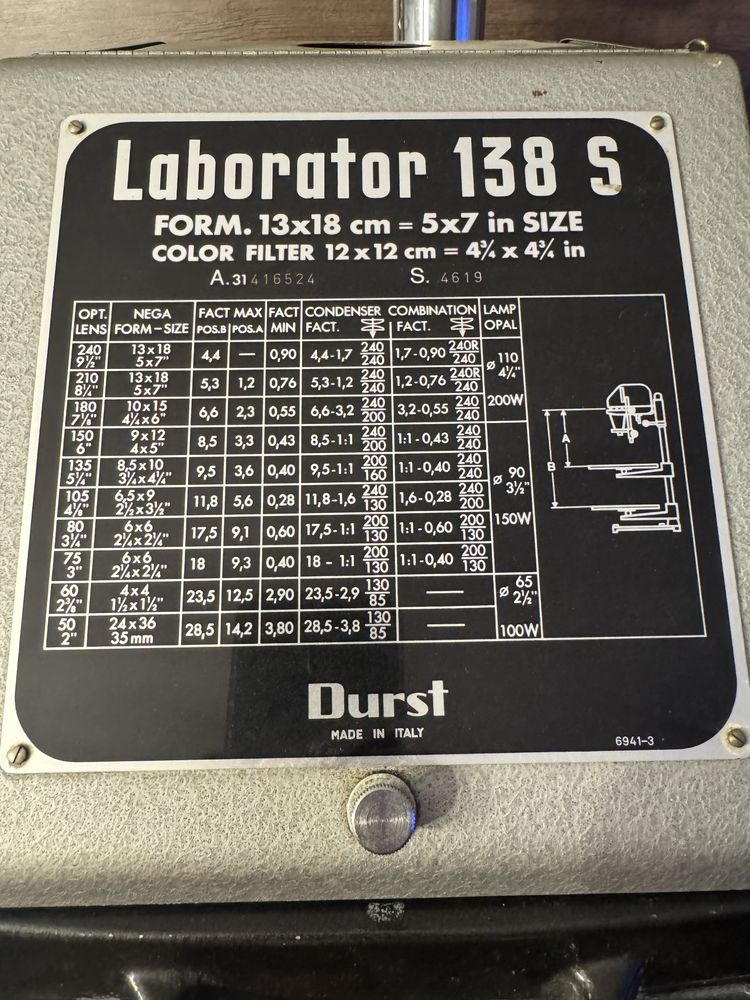 Laborator 138 S
FORM. 13x18 cm = 5x7 in SIZE
COLOR FILTER 12x12 cm = 4¾ x 4¾ in
A.31416524 S. 4619
OPT. LENS NEGA FORM-SIZE FACT MAX POS.B POS.A FACT MIN CONDENSER COMBINATION FACT. FACT. LAMP OPAL
240 9½" 13x18 5x7" 4,4 — 0,90 4,4-1,7 240/240 1,7-0,90 240R/240 ø 110 4¼"
210 8¼" 13x18 5x7" 5,3 1,2 0,76 5,3-1,2 240/240 1,2-0,76 240R/240
180 7⅛" 10x15 4¼x6" 6,6 2,3 0,55 6,6-3,2 240/200 3,2-0,55 240/240 200W
150 6" 9x12 4x5" 8,5 3,3 0,43 8,5-1:1 240/200 1:1-0,43 240/240
135 5¼" 8,5x10 3¼x4¼" 9,5 3,6 0,40 9,5-1:1 200/160 1:1-0,40 240/240 ø 90 3½"
105 4⅛" 6,5x9 2½x3½" 11,8 5,6 0,28 11,8-1,6 240/130 1,6-0,28 240/200
80 3¼" 6x6 2¼x2¼" 17,5 9,1 0,60 17,5-1:1 200/130 1:1-0,60 200/130 150W
75 3" 6x6 2¼x2¼" 18 9,3 0,40 18 - 1:1 200/130 1:1-0,40 200/130
60 2⅜" 4x4 1½x1½" 23,5 12,5 2,90 23,5-2,9 130/85 — ø 65 2½"
50 2" 24x36 35mm 28,5 14,2 3,80 28,5-3,8 130/85 — 100W
A
B
Durst
MADE IN ITALY
6941-3